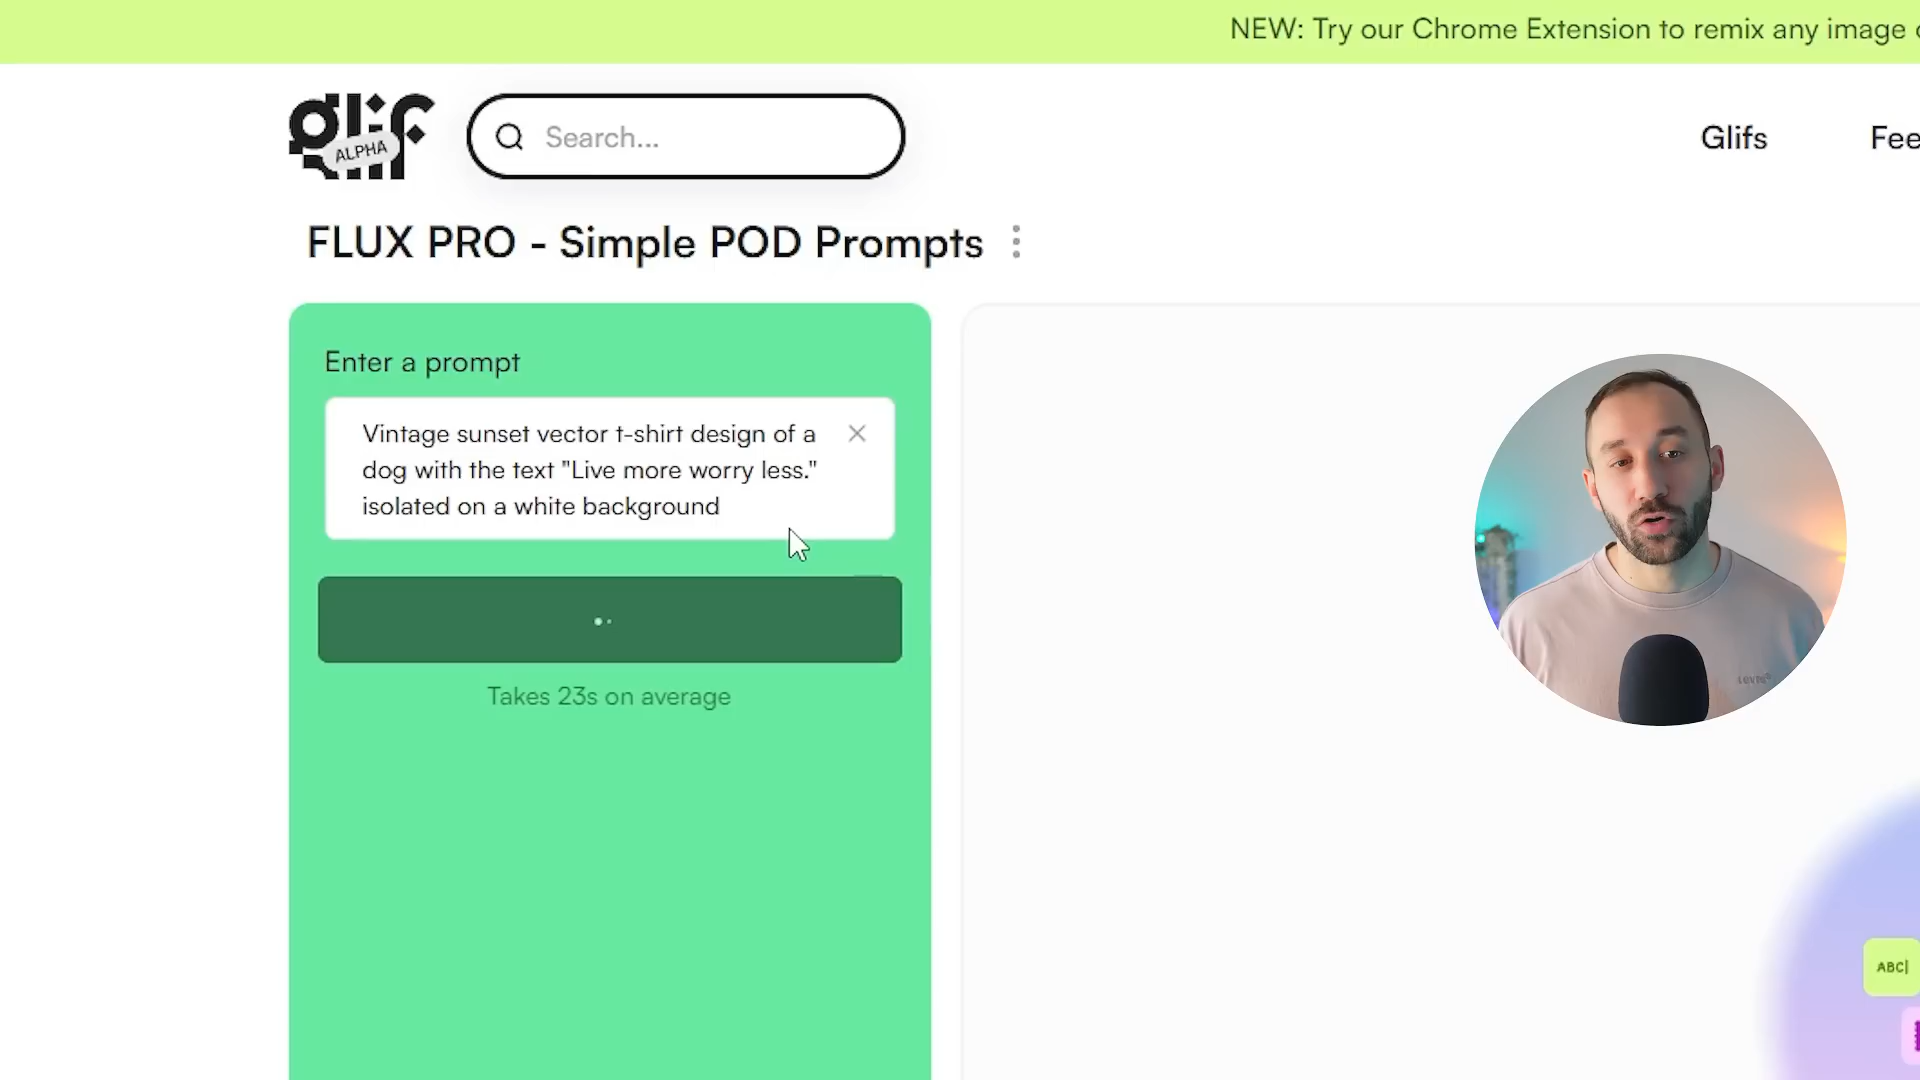 NEW: Try our Chrome Extension to remix any image
glif
ALPHA
Search...
Glifs
Fee
FLUX PRO - Simple POD Prompts
Enter a prompt
Vintage sunset vector t-shirt design of a
dog with the text "Live more worry less."
isolated on a white background
Takes 23s on average
ABC|